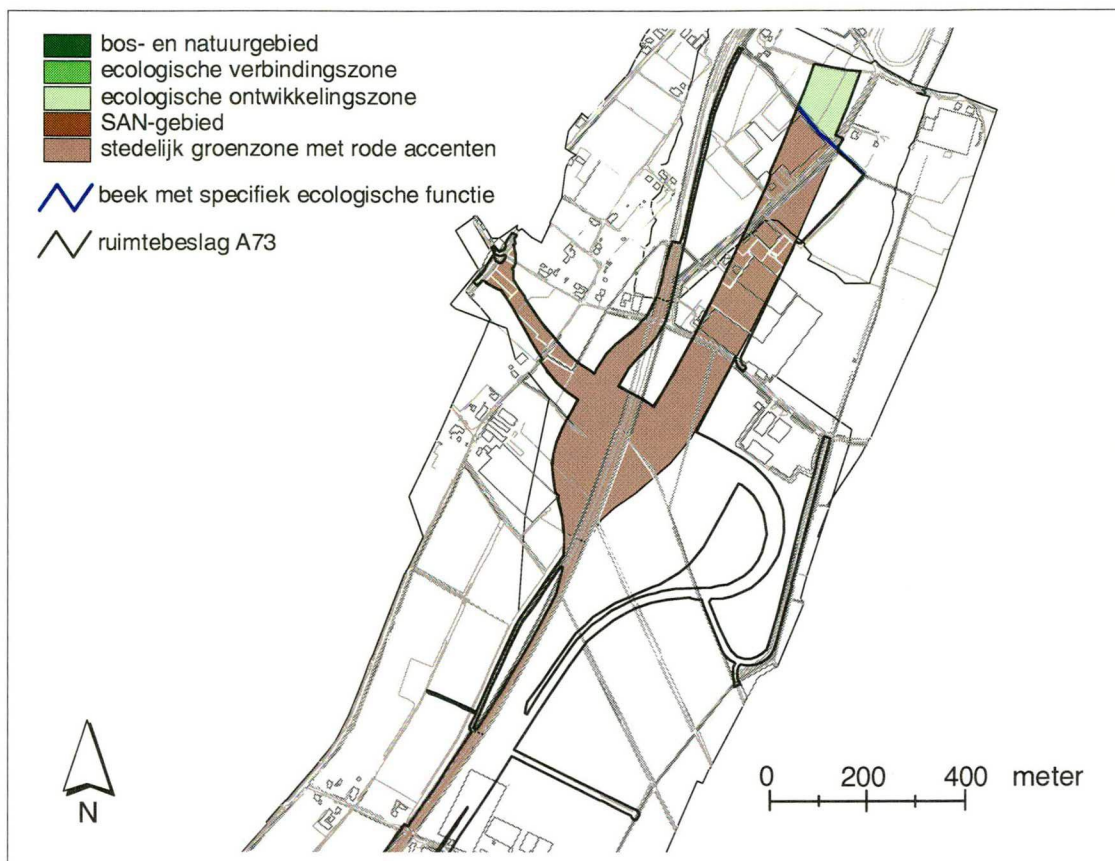 bos- en natuurgebied
ecologische verbindingszone
ecologische ontwikkelingszone
SAN-gebied
stedelijk groenzone met rode accenten
beek met specifiek ecologische functie
ruimtebeslag A73
N
0 200 400 meter